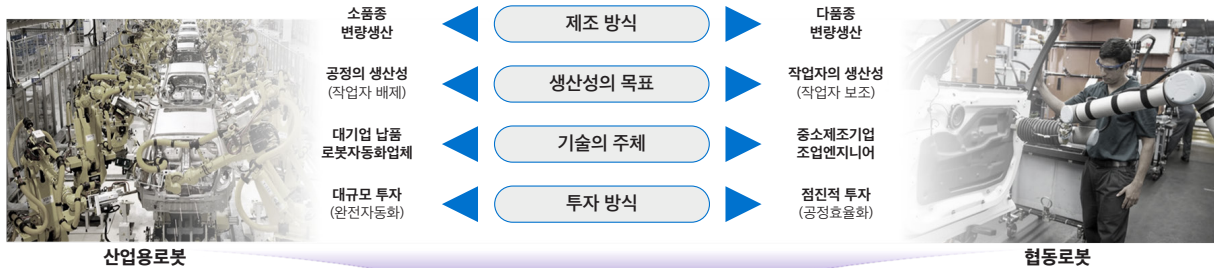 소품종
변량생산
제조 방식
다품종
변량생산
공정의 생산성
(작업자 배제)
생산성의 목표
작업자의 생산성
(작업자 보조)
대기업 납품
로봇자동화업체
기술의 주체
중소제조기업
조업엔지니어
대규모 투자
(완전자동화)
투자 방식
점진적 투자
(공정효율화)
산업용로봇
협동로봇